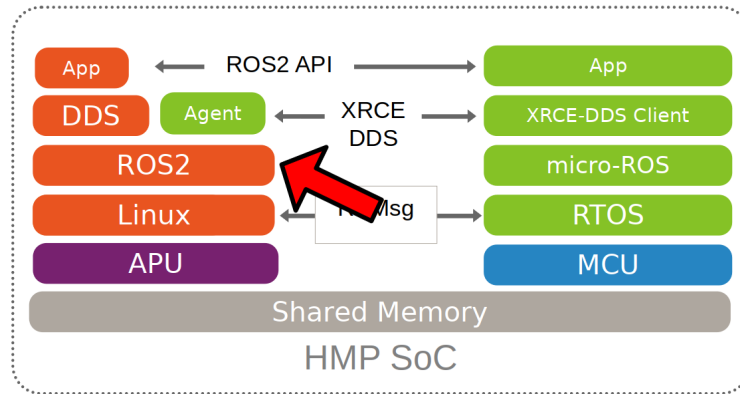 App
ROS2 API
App
DDS
Agent
XRCE
DDS
XRCE-DDS Client
ROS2
micro-ROS
Linux
RTOS
APU
MCU
Shared Memory
HMP SoC